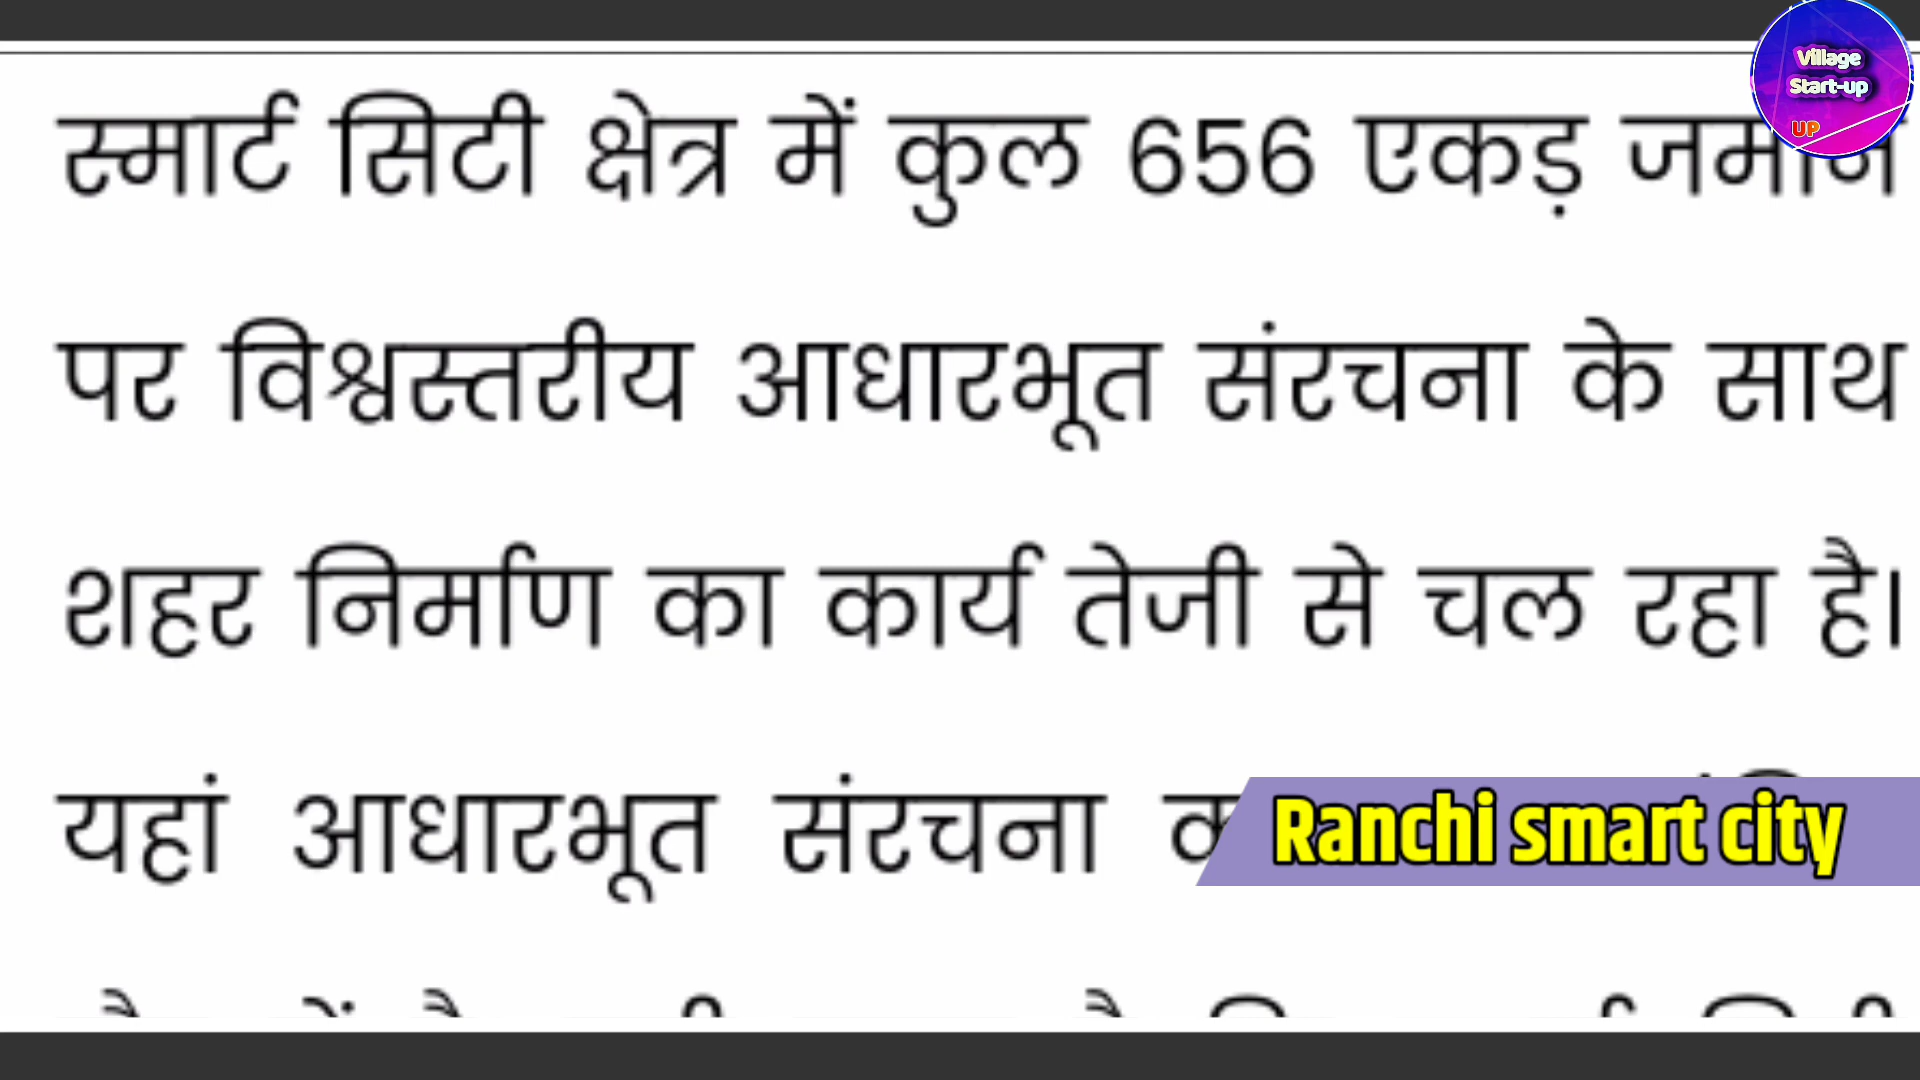 Village
Start-up
UP
स्मार्ट सिटी क्षेत्र में कुल 656 एकड़ जमीन
पर विश्वस्तरीय आधारभूत संरचना के साथ
शहर निर्माण का कार्य तेजी से चल रहा है।
यहां आधारभूत संरचना
Ranchi smart city